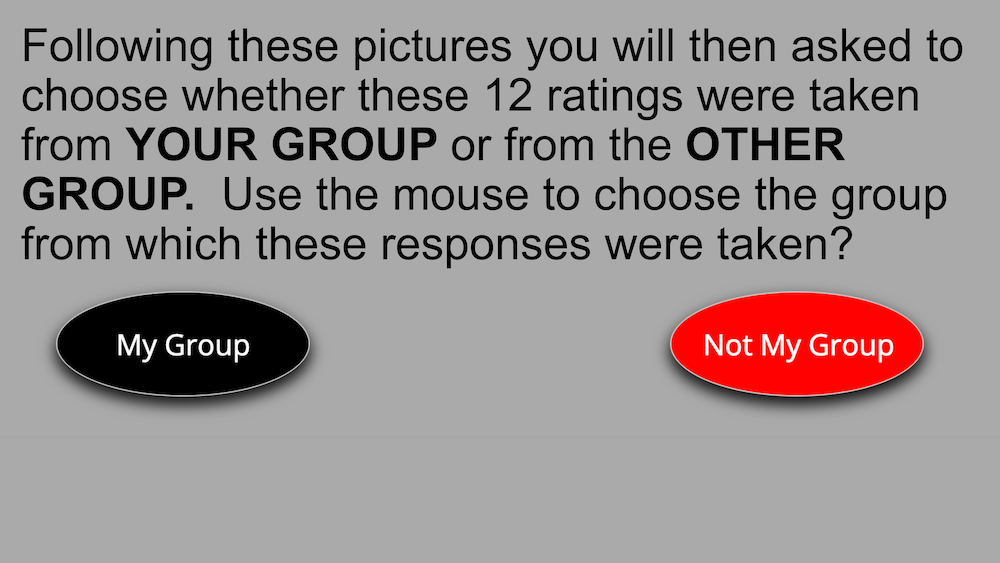 Following these pictures you will then asked to
choose whether these 12 ratings were taken
from YOUR GROUP or from the OTHER
GROUP.  Use the mouse to choose the group
from which these responses were taken?
My Group
Not My Group